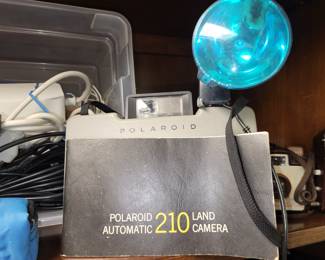 POLAROID
POLAROID 210 LAND
AUTOMATIC CAMERA